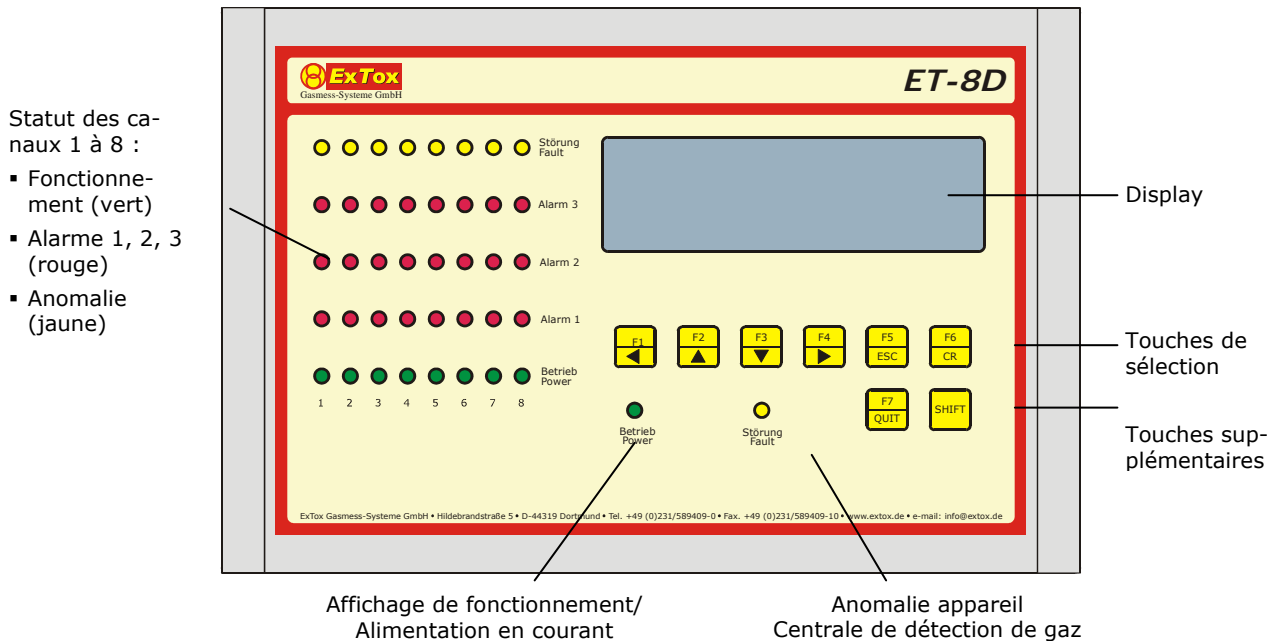 ExTox
Gasmess-Systeme GmbH
ET-8D
Statut des ca-
naux 1 à 8 :
▪ Fonctionne-
ment (vert)
▪ Alarme 1, 2, 3
(rouge)
▪ Anomalie
(jaune)
Störung
Fault
Alarm 3
Alarm 2
Alarm 1
Betrieb
Power
1 2 3 4 5 6 7 8
Display
F1 F2 F3 F4 F5 F6
◀ ▲ ▼ ▶ ESC CR
F7
QUIT
SHIFT
Betrieb
Power
Störung
Fault
Touches de
sélection
Touches sup-
plémentaires
ExTox Gasmess-Systeme GmbH • Hildebrandstraße 5 • D-44319 Dortmund • Tel. +49 (0)231/589409-0 • Fax. +49 (0)231/589409-10 • www.extox.de • e-mail: info@extox.de
Affichage de fonctionnement/
Alimentation en courant
Anomalie appareil
Centrale de détection de gaz